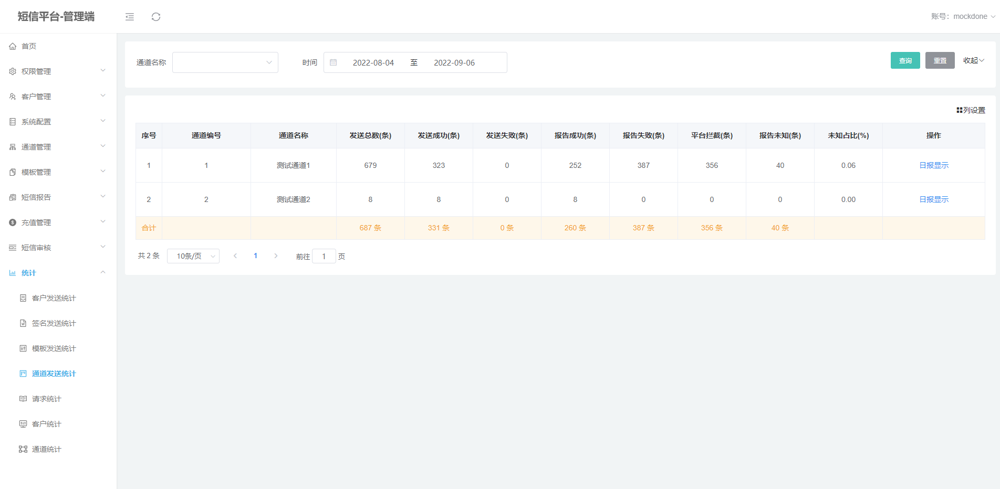 短信平台-管理端
账号：mockdone
首页
权限管理
客户管理
系统配置
通道管理
模板管理
短信报告
充值管理
短信审核
统计
客户发送统计
签名发送统计
模板发送统计
通道发送统计
请求统计
客户统计
通道统计
通道名称 时间 2022-08-04 至 2022-09-06 查询 重置 收起
列设置
序号 通道编号 通道名称 发送总数(条) 发送成功(条) 发送失败(条) 报告成功(条) 报告失败(条) 平台拦截(条) 报告未知(条) 未知占比(%) 操作
1 1 测试通道1 679 323 0 252 387 356 40 0.06 日报显示
2 2 测试通道2 8 8 0 8 0 0 0 0.00 日报显示
合计 687 条 331 条 0 条 260 条 387 条 356 条 40 条
共 2 条 10条/页 1 前往 1 页